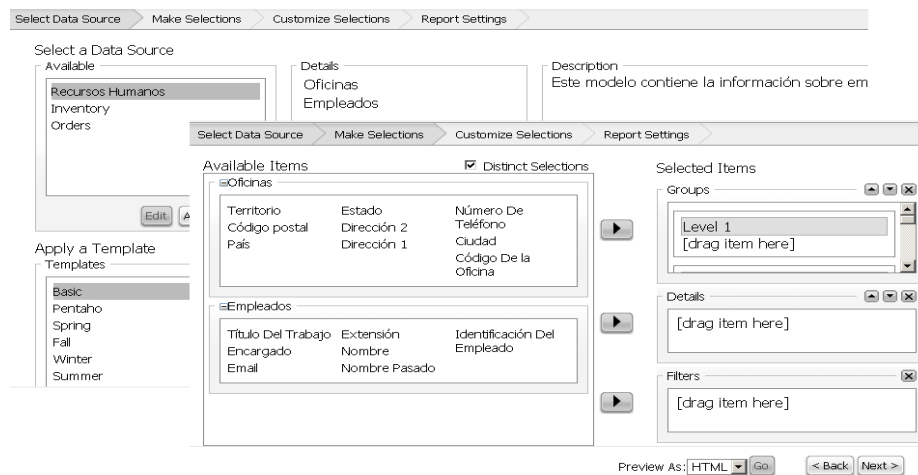 Select Data Source Make Selections Customize Selections Report Settings
Select a Data Source
Available
Recursos Humanos
Inventory
Orders
Edit
Details
Oficinas
Empleados
Description
Este modelo contiene la información sobre em
Apply a Template
Templates
Basic
Pentaho
Spring
Fall
Winter
Summer
Select Data Source Make Selections Customize Selections Report Settings
Available Items
Distinct Selections
Oficinas
Territorio
Código postal
País
Estado
Dirección 2
Dirección 1
Número De
Teléfono
Ciudad
Código De la
Oficina
Empleados
Título Del Trabajo
Encargado
Email
Extensión
Nombre
Nombre Pasado
Identificación Del
Empleado
Selected Items
Groups
Level 1
[drag item here]
Details
[drag item here]
Filters
[drag item here]
Preview As: HTML Go < Back Next >